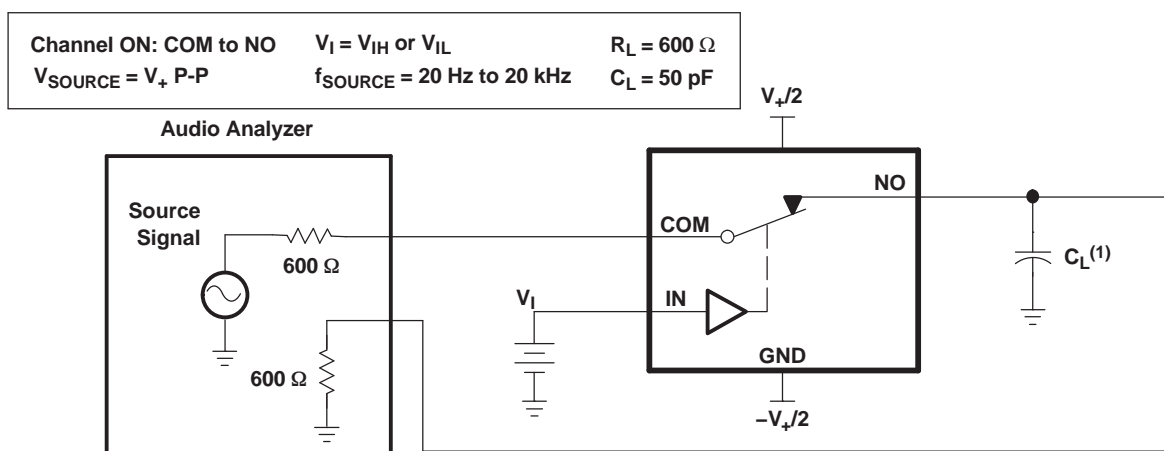 Channel ON: COM to NO V_I = V_IH or V_IL R_L = 600 Ω
V_SOURCE = V_+ P-P f_SOURCE = 20 Hz to 20 kHz C_L = 50 pF
V_+/2
Audio Analyzer
NO
Source
Signal
COM
600 Ω
C_L(1)
V_I
IN
GND
600 Ω
–V_+/2